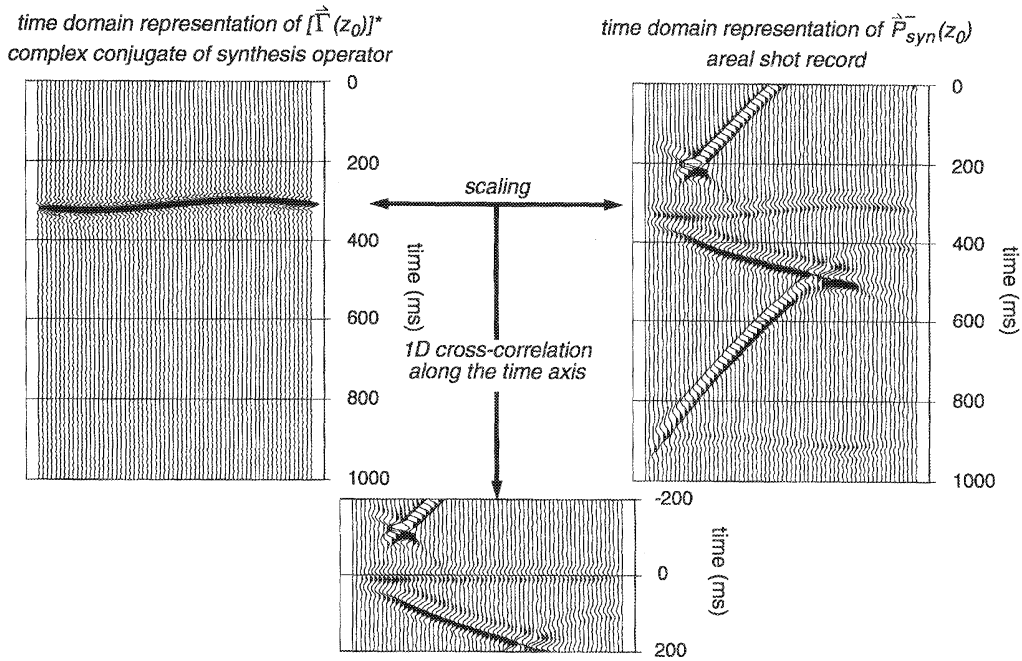 time domain representation of [Γ⃗(z₀)]*
complex conjugate of synthesis operator
time domain representation of P⃗⁻syn(z₀)
areal shot record
0
200
400
600
800
1000
time (ms)
scaling
1D cross-correlation
along the time axis
0
200
400
600
800
1000
time (ms)
-200
0
200
time (ms)